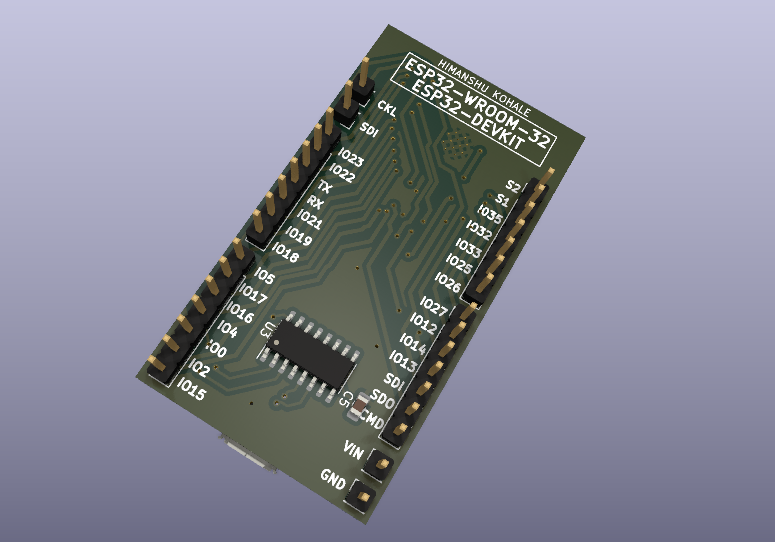 HIMANSHU KOHALE
ESP32-WROOM-32
ESP32-DEVKIT
CKL
SDI
IO23
IO22
TX
RX
IO21
IO19
IO18
IO5
IO17
IO16
IO4
IO2
IO15
S2
S1
IO35
IO32
IO33
IO25
IO26
IO27
IO12
IO14
IO13
SDI
SDO
CMD
VIN
GND
U3
C5